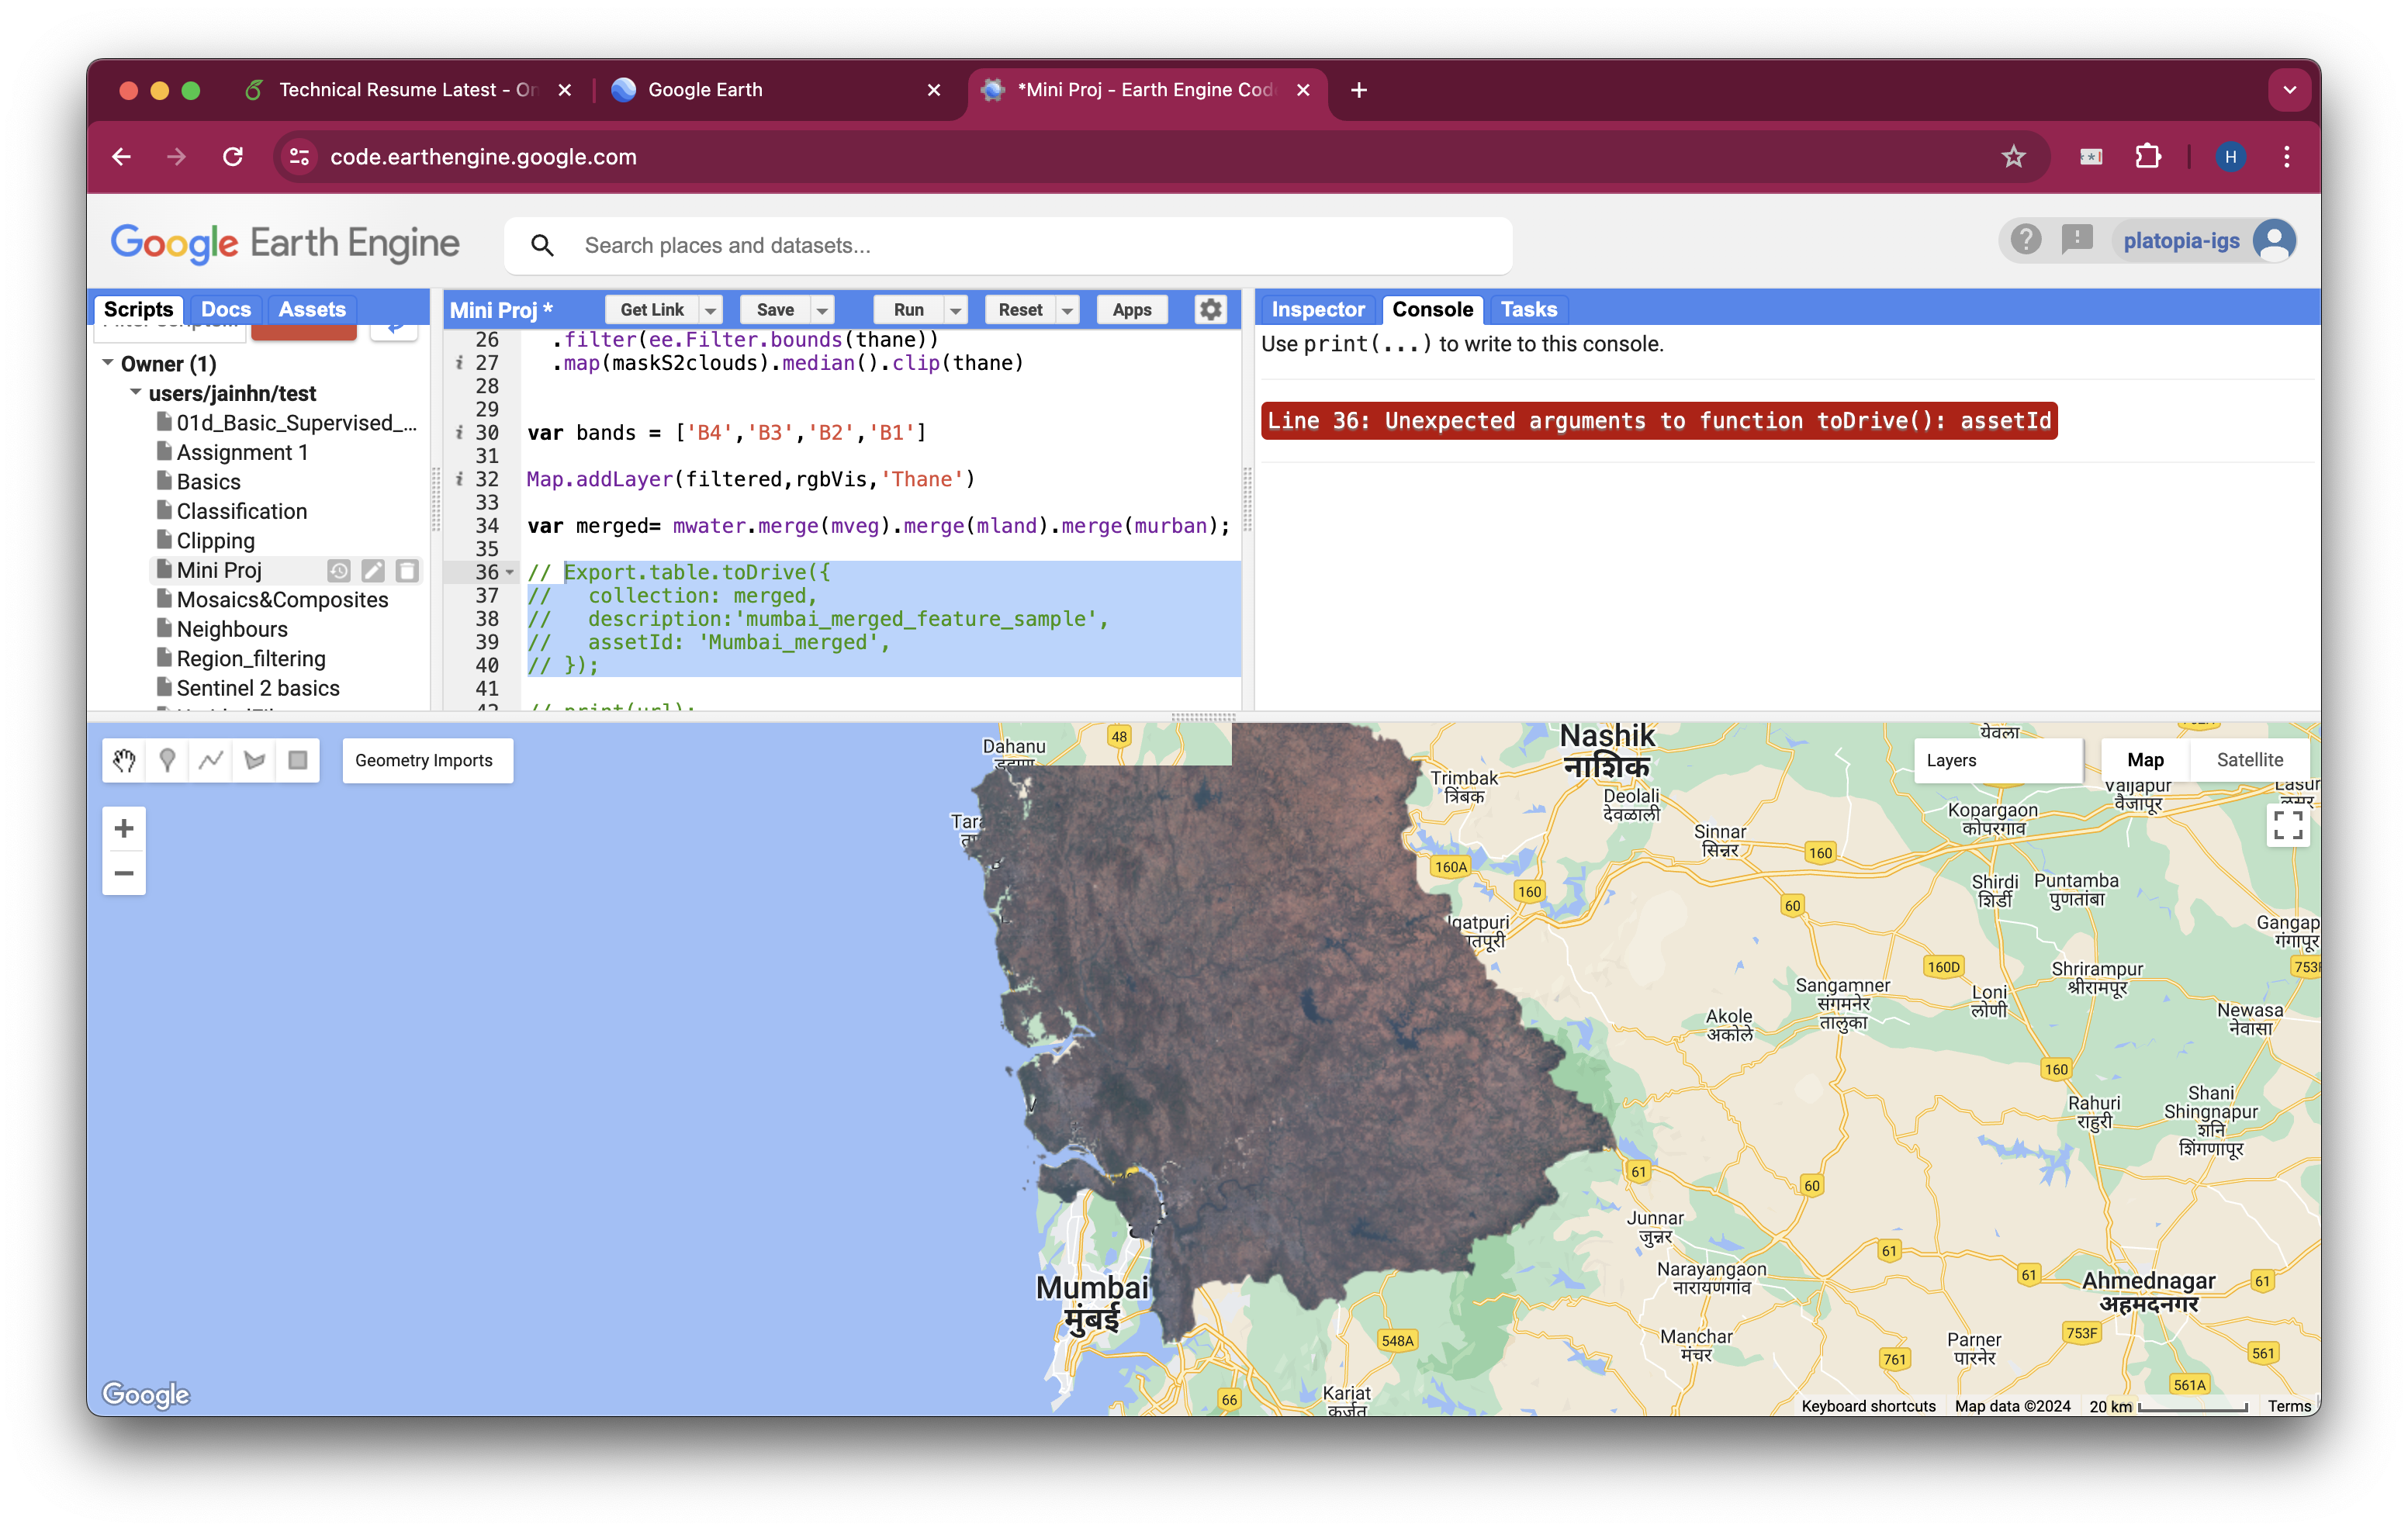 Technical Resume Latest - On
Google Earth
*Mini Proj - Earth Engine Cod
code.earthengine.google.com
H
Google Earth Engine
Search places and datasets...
platopia-igs
Scripts
Docs
Assets
Owner (1)
users/jainhn/test
01d_Basic_Supervised_...
Assignment 1
Basics
Classification
Clipping
Mini Proj
Mosaics&Composites
Neighbours
Region_filtering
Sentinel 2 basics
Mini Proj *
Get Link
Save
Run
Reset
Apps
26 .filter(ee.Filter.bounds(thane))
27 .map(maskS2clouds).median().clip(thane)
28
29
30 var bands = ['B4','B3','B2','B1']
31
32 Map.addLayer(filtered,rgbVis,'Thane')
33
34 var merged= mwater.merge(mveg).merge(mland).merge(murban);
35
36 // Export.table.toDrive({
37 //   collection: merged,
38 //   description:'mumbai_merged_feature_sample',
39 //   assetId: 'Mumbai_merged',
40 // });
41
42 // print(url);
Inspector
Console
Tasks
Use print(...) to write to this console.
Line 36: Unexpected arguments to function toDrive(): assetId
Geometry Imports
Layers
Map
Satellite
Dahanu
48
Nashik
नाशिक
Trimbak
त्रिंबक
Deolali
देवळाली
Sinnar
सिन्नर
160
160A
160
60
येवला
Vaijapur
वैजापूर
Kopargaon
कोपरगाव
Shirdi
शिर्डी
Puntamba
पुणतांबा
Gangap
गंगापूर
Igatpuri
160D
Shrirampur
श्रीरामपूर
753F
Sangamner
संगमनेर
तालुका
Loni
लोणी
Akole
अकोले
Newasa
नेवासा
160
Rahuri
राहुरी
Shani
Shingnapur
शनि
शिंगणापूर
61
60
Junnar
जुन्नर
61
Narayangaon
नारायणगांव
61
Ahmednagar
अहमदनगर
61
Mumbai
मुंबई
548A
Manchar
मंचर
761
Parner
पारनेर
753F
561
561A
66
Karjat
कर्जत
Google
Keyboard shortcuts
Map data ©2024
20 km
Terms